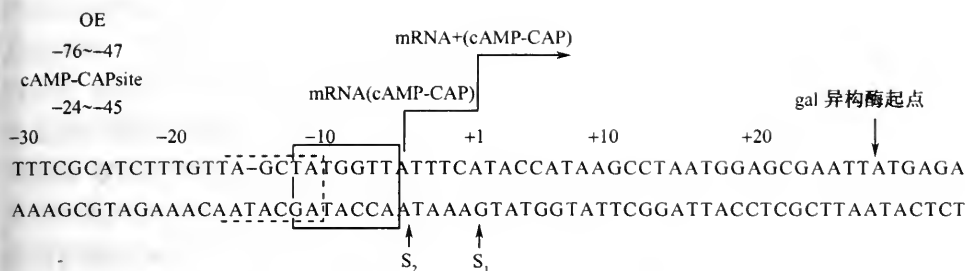 OE
-76~-47
cAMP-CAPsite
-24~-45
mRNA+(cAMP-CAP)
mRNA(cAMP-CAP)
gal 异构酶起点
-30 -20 -10 +1 +10 +20
TTTCGCATCTTTGTTA-GCTATGGTTATTTCATACCATAAGCCTAATGGAGCGAATTATGAGA
AAAGCGTAGAAACAATACGATACCAATAAAGTATGGTATTCGGATTACCTCGCTTAATACTCT
S₂ S₁